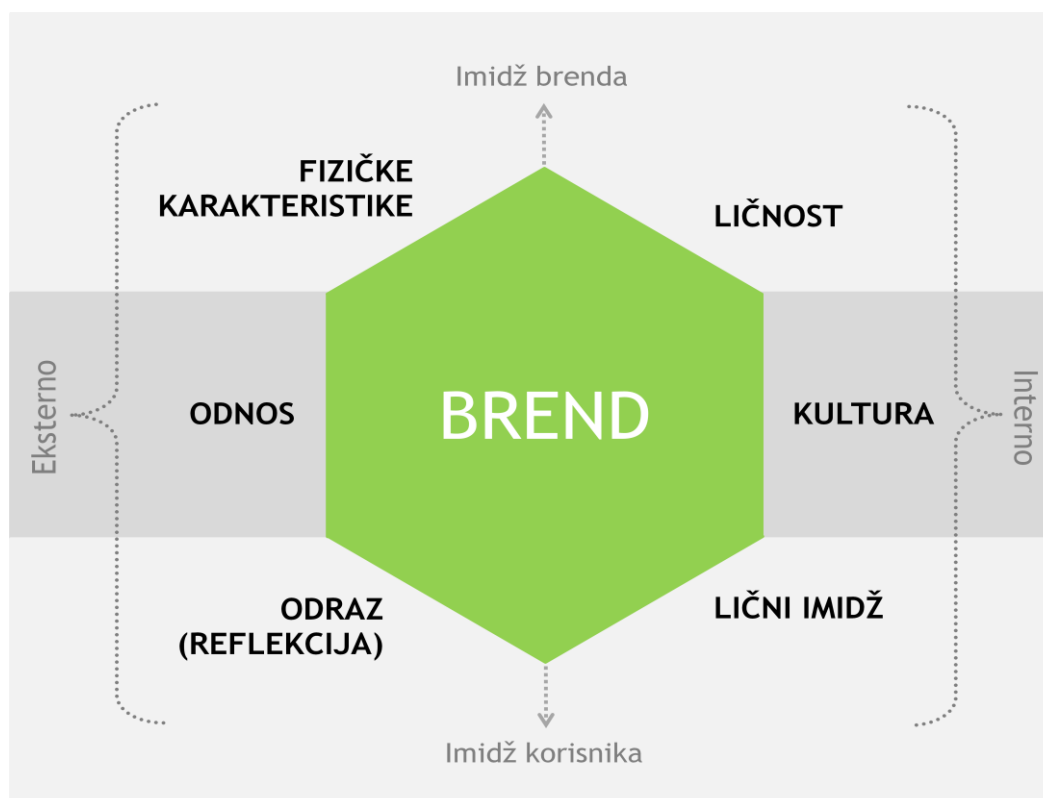 Imidž brenda
FIZIČKE
KARAKTERISTIKE
LIČNOST
Eksterno
ODNOS
BREND
KULTURA
Interno
ODRAZ
(REFLEKCIJA)
LIČNI IMIDŽ
Imidž korisnika